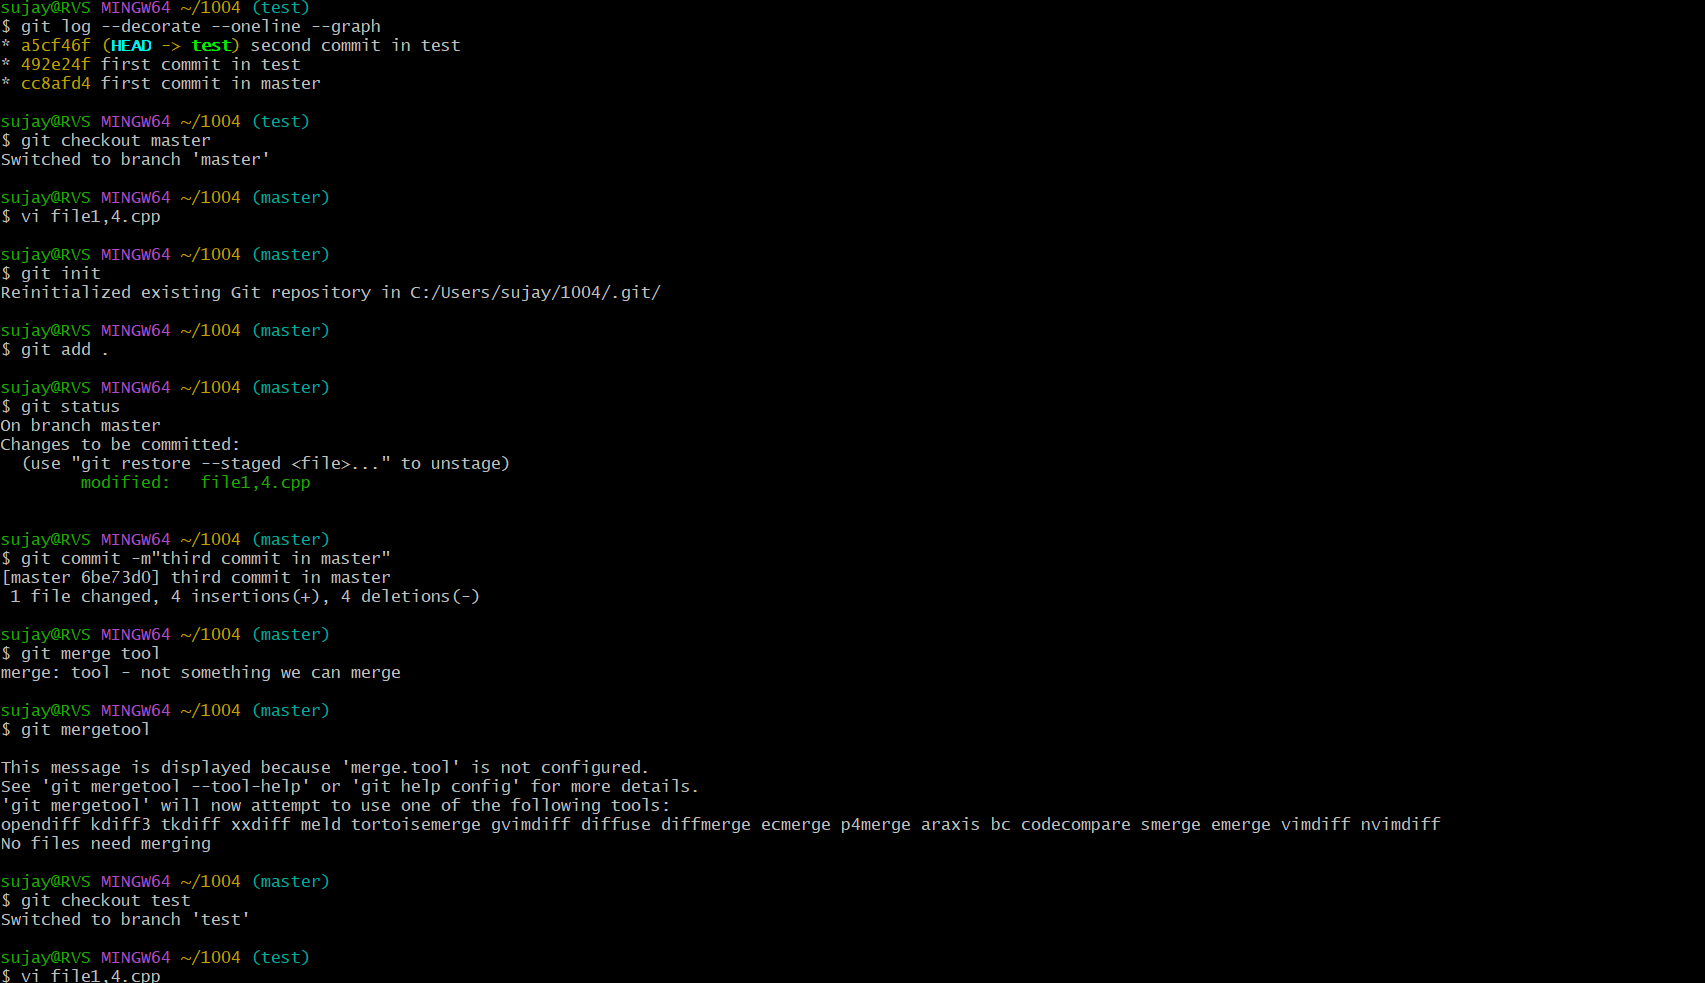 sujay@RVS MINGW64 ~/1004 (test)
$ git log --decorate --oneline --graph
* a5cf46f (HEAD -> test) second commit in test
* 492e24f first commit in test
* cc8afd4 first commit in master
sujay@RVS MINGW64 ~/1004 (test)
$ git checkout master
Switched to branch 'master'
sujay@RVS MINGW64 ~/1004 (master)
$ vi file1,4.cpp
sujay@RVS MINGW64 ~/1004 (master)
$ git init
Reinitialized existing Git repository in C:/Users/sujay/1004/.git/
sujay@RVS MINGW64 ~/1004 (master)
$ git add .
sujay@RVS MINGW64 ~/1004 (master)
$ git status
On branch master
Changes to be committed:
  (use "git restore --staged <file>..." to unstage)
        modified:   file1,4.cpp
sujay@RVS MINGW64 ~/1004 (master)
$ git commit -m"third commit in master"
[master 6be73d0] third commit in master
 1 file changed, 4 insertions(+), 4 deletions(-)
sujay@RVS MINGW64 ~/1004 (master)
$ git merge tool
merge: tool - not something we can merge
sujay@RVS MINGW64 ~/1004 (master)
$ git mergetool
This message is displayed because 'merge.tool' is not configured.
See 'git mergetool --tool-help' or 'git help config' for more details.
'git mergetool' will now attempt to use one of the following tools:
opendiff kdiff3 tkdiff xxdiff meld tortoisemerge gvimdiff diffuse diffmerge ecmerge p4merge araxis bc codecompare smerge emerge vimdiff nvimdiff
No files need merging
sujay@RVS MINGW64 ~/1004 (master)
$ git checkout test
Switched to branch 'test'
sujay@RVS MINGW64 ~/1004 (test)
$ vi file1,4.cpp